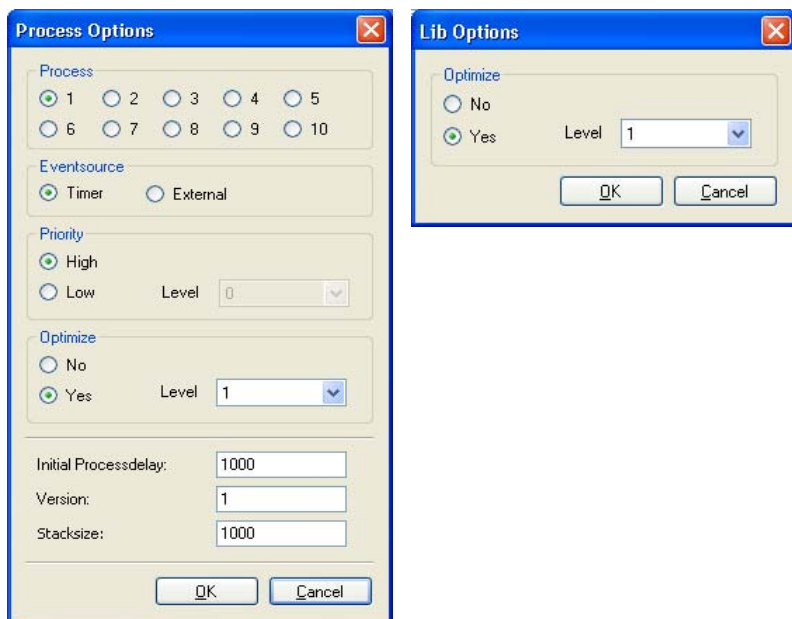 Process Options
Process
1 2 3 4 5
6 7 8 9 10
Eventsource
Timer External
Priority
High
Low Level 0
Optimize
No
Yes Level 1
Initial Processdelay: 1000
Version: 1
Stacksize: 1000
OK Cancel
Lib Options
Optimize
No
Yes Level 1
OK Cancel